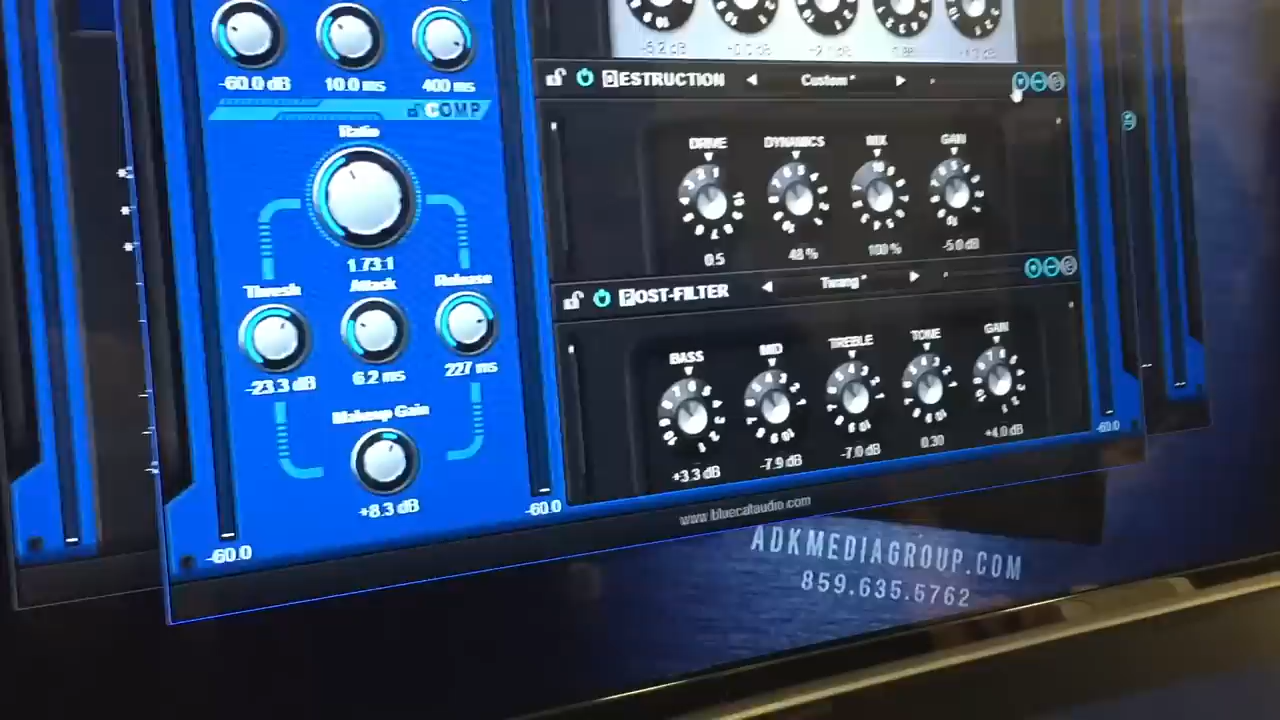 -60.0 dB
10.0 ms
400 ms
COMP
Ratio
1.73:1
Thresh
Attack
Release
-23.3 dB
6.2 ms
227 ms
Makeup Gain
+8.3 dB
-60.0
-60.0
DESTRUCTION
Custom *
DRIVE
DYNAMICS
MIX
GAIN
0.5
48 %
100 %
-5.0 dB
POST-FILTER
Twang *
BASS
MID
TREBLE
TONE
GAIN
+3.3 dB
-7.9 dB
-7.0 dB
0.30
+4.0 dB
-60.0
www.bluecataudio.com
ADKMEDIAGROUP.COM
859.635.5762